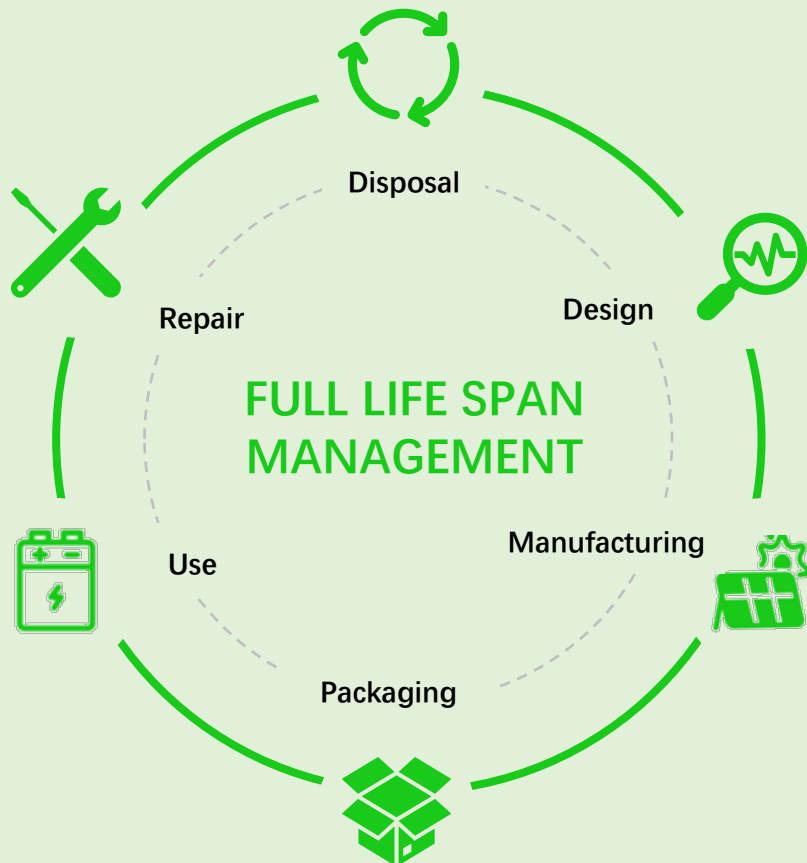 Disposal
Design
Repair
FULL LIFE SPAN
MANAGEMENT
Manufacturing
Use
Packaging